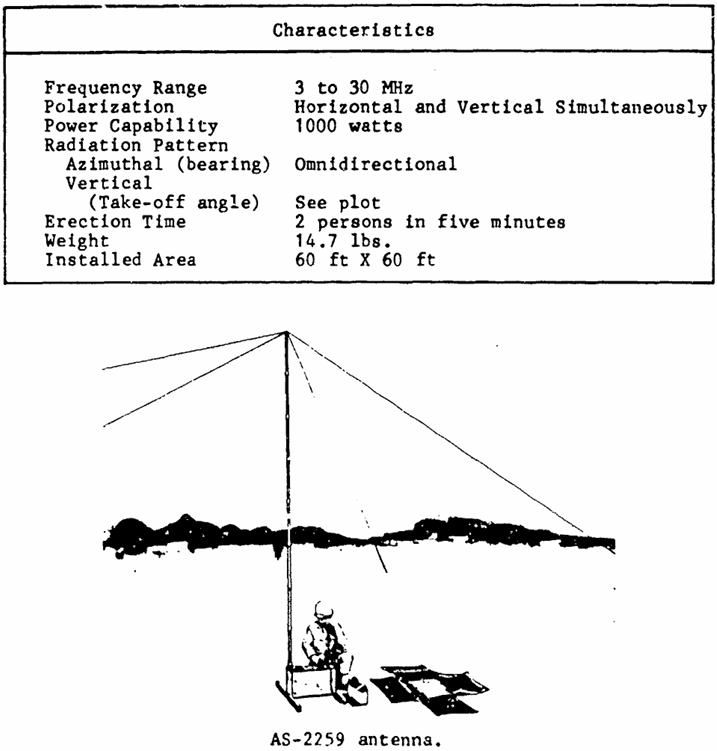 Characteristics
Frequency Range 3 to 30 MHz
Polarization Horizontal and Vertical Simultaneously
Power Capability 1000 watts
Radiation Pattern
Azimuthal (bearing) Omnidirectional
Vertical
(Take-off angle) See plot
Erection Time 2 persons in five minutes
Weight 14.7 lbs.
Installed Area 60 ft X 60 ft
AS-2259 antenna.